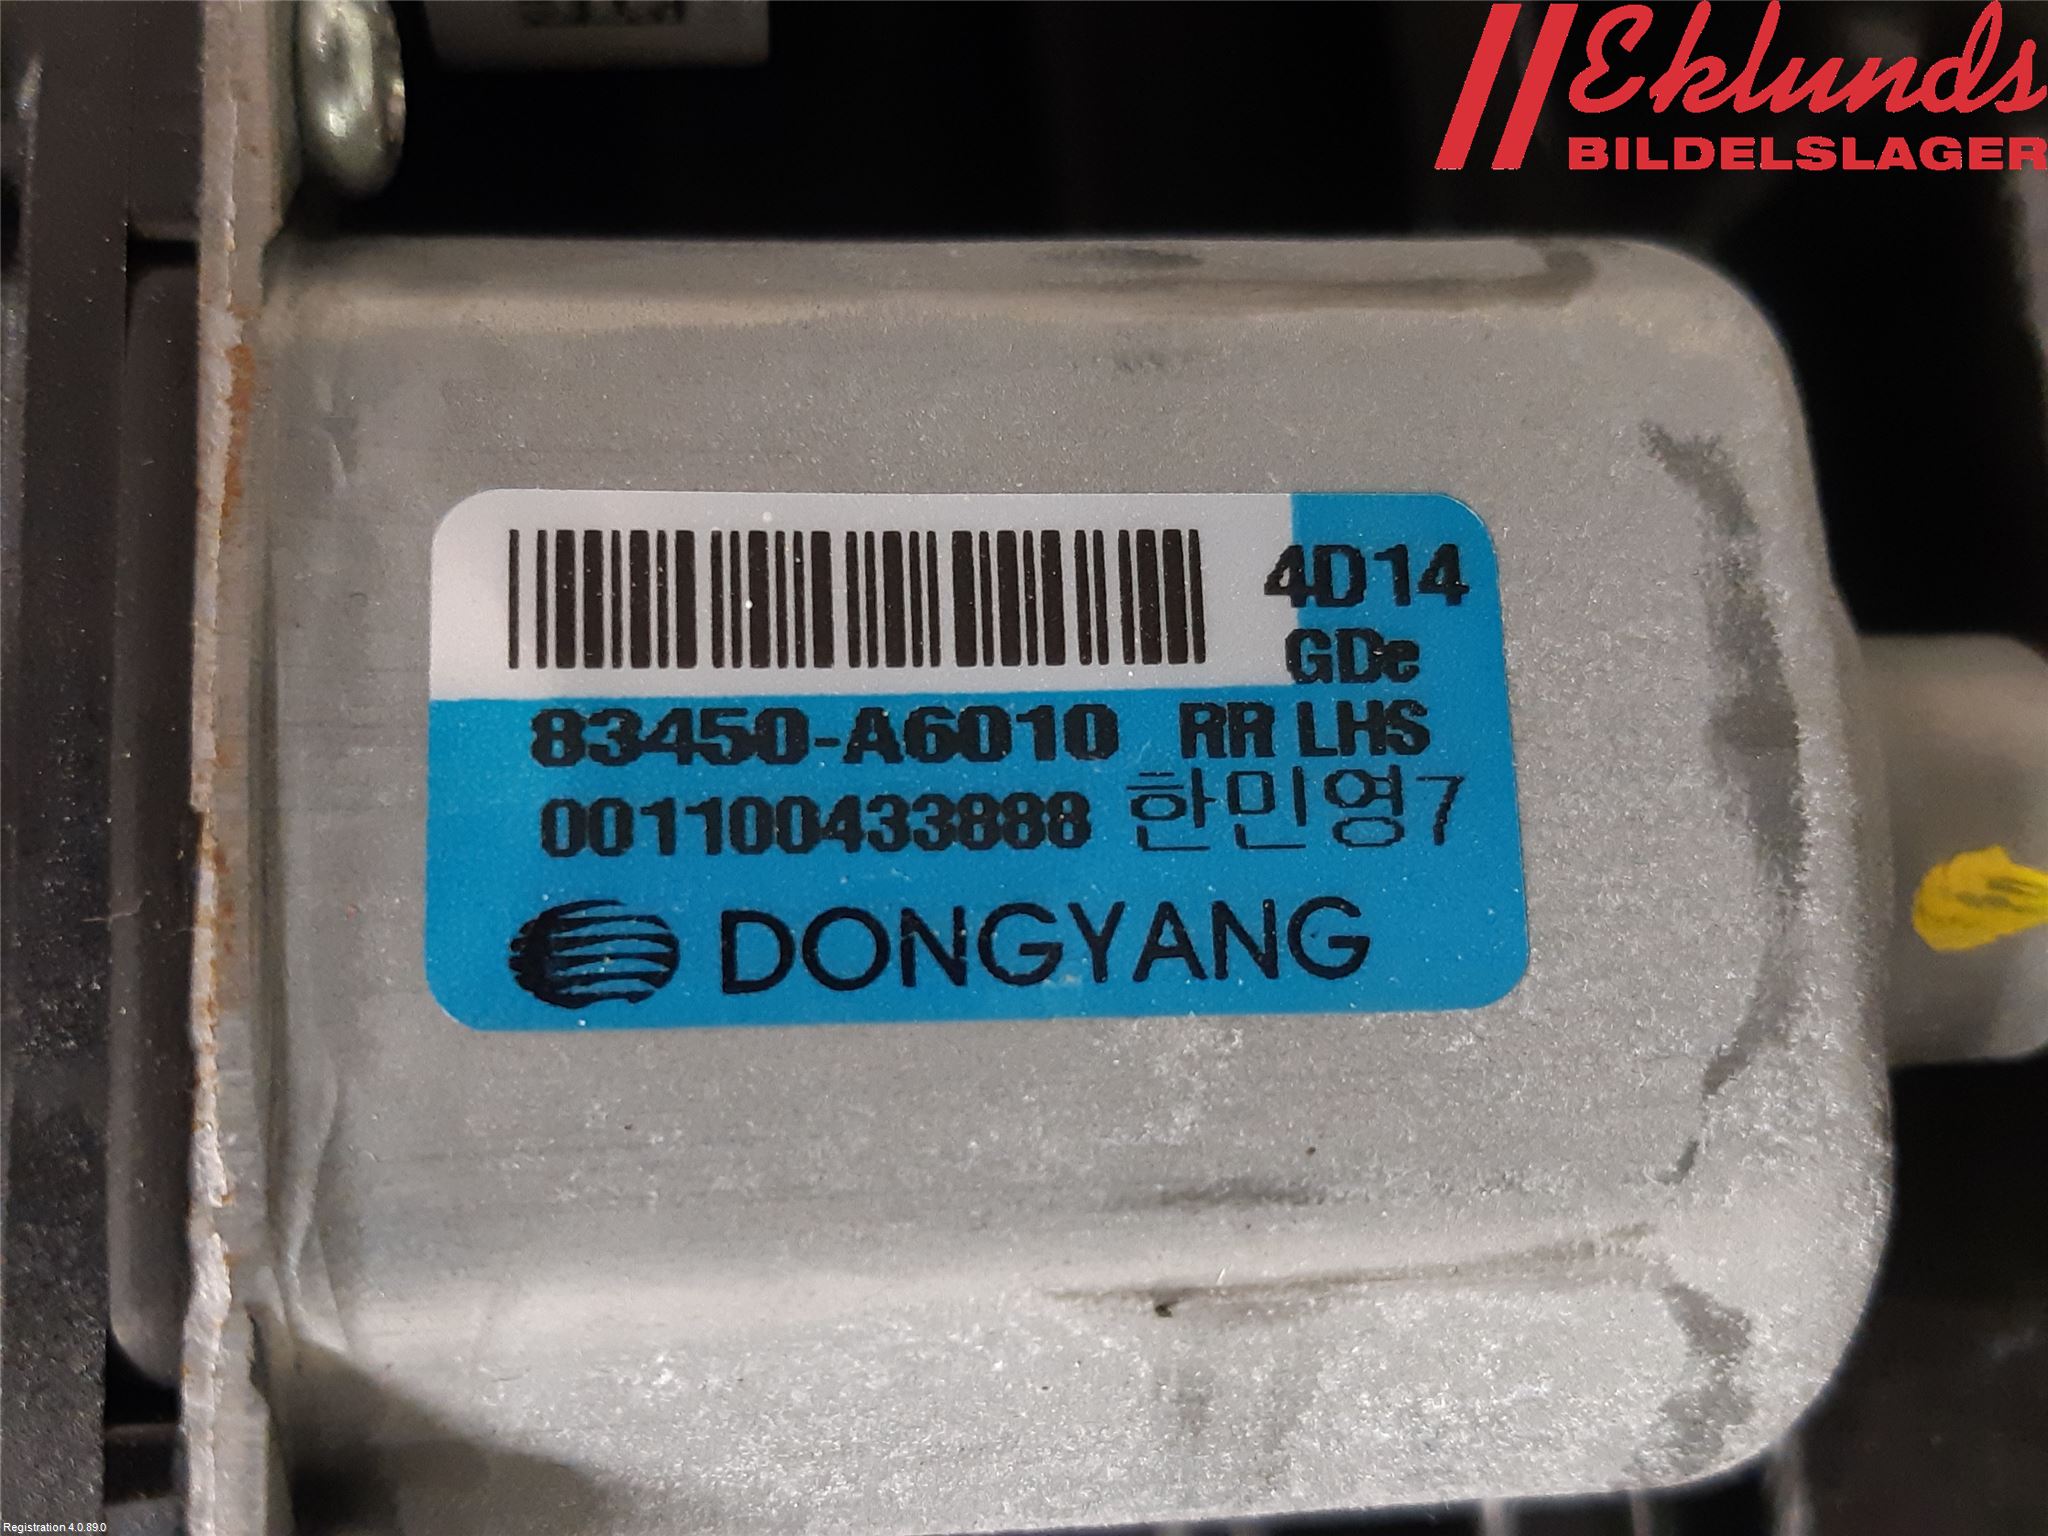 Eklunds
BILDELSLAGER
4D14
GDe
83450-A6010 RR LHS
001100433888 한민영7
DONGYANG
Registration 4.0.89.0